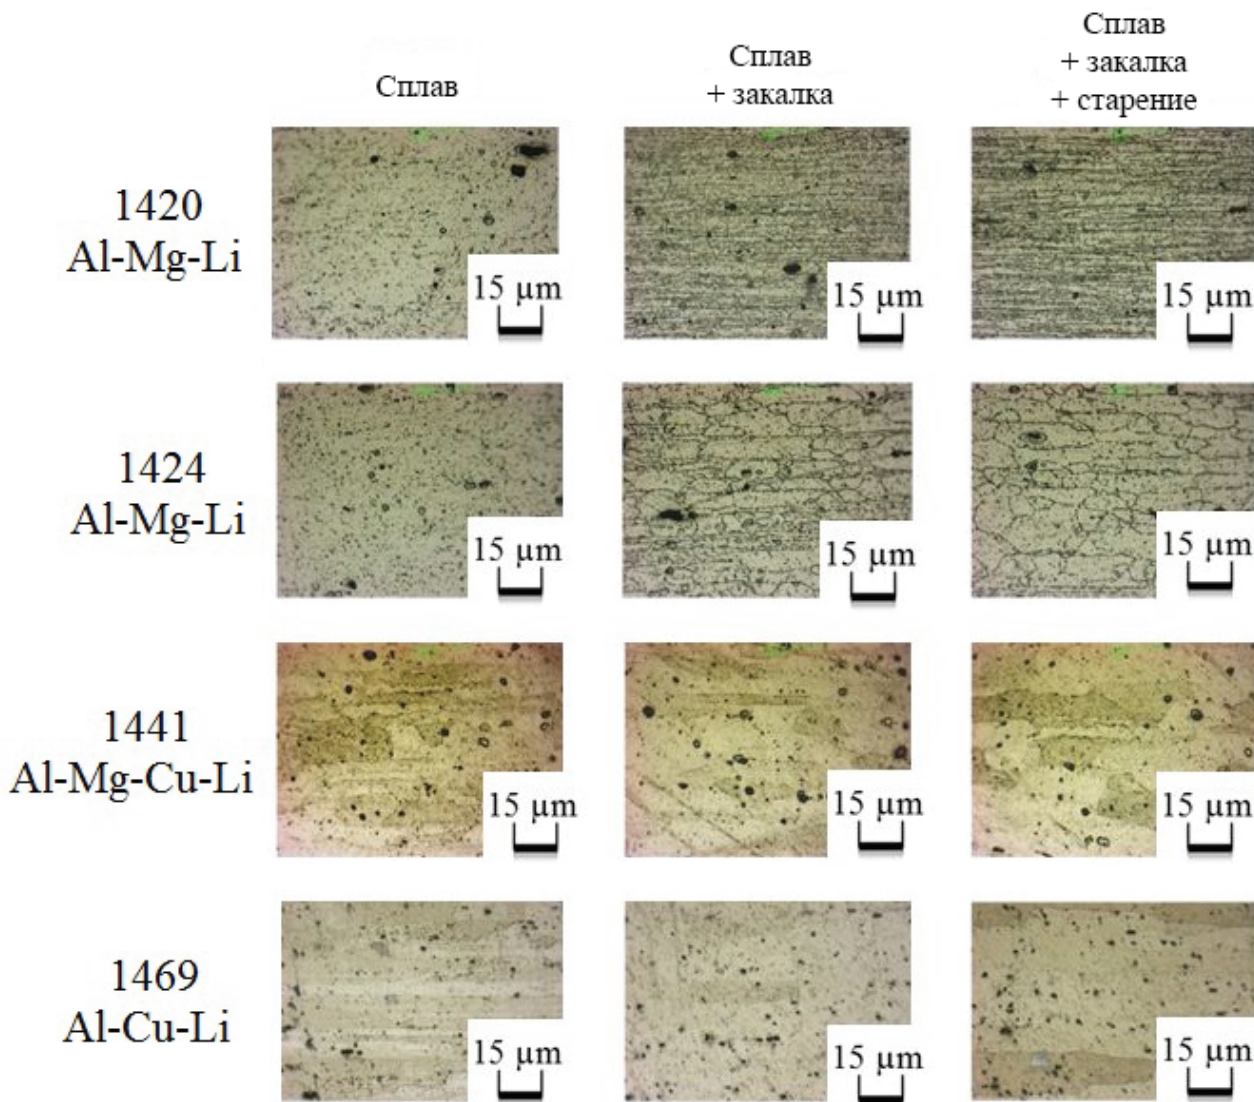 Сплав
Сплав
+ закалка
Сплав
+ закалка
+ старение
1420
Al-Mg-Li
15 µm
15 µm
15 µm
1424
Al-Mg-Li
15 µm
15 µm
15 µm
1441
Al-Mg-Cu-Li
15 µm
15 µm
15 µm
1469
Al-Cu-Li
15 µm
15 µm
15 µm